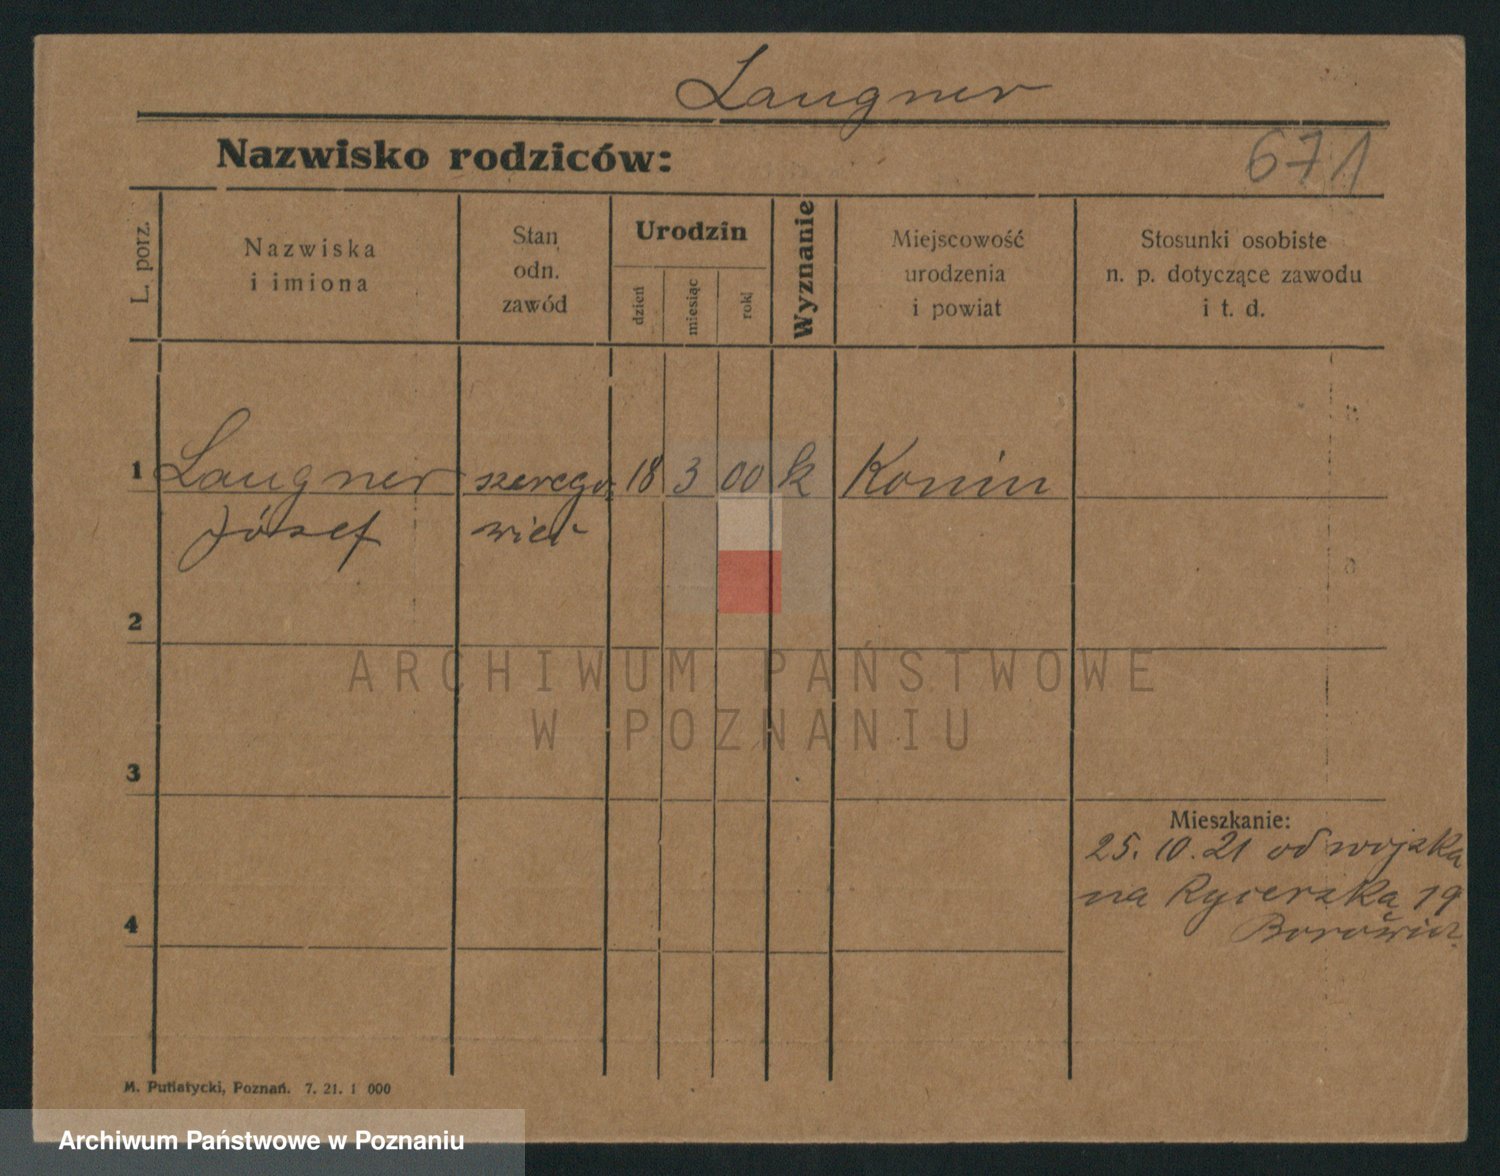 Laugner
Nazwisko rodziców:
671
L. porz.
Nazwiska
i imiona
Stan
odn.
zawód
Urodzin
dzień
miesiąc
rok
Wyznanie
Miejscowość
urodzenia
i powiat
Stosunki osobiste
n. p. dotyczące zawodu
i t. d.
1 Laugner szerego- 18 3 00 k Konin
Józef wiec
2
ARCHIWUM PAŃSTWOWE
W POZNANIU
3
Mieszkanie:
25. 10. 21 od wojska
na Rycerska 19
4
M. Putiatycki, Poznań. 7. 21. 1 000
Archiwum Państwowe w Poznaniu